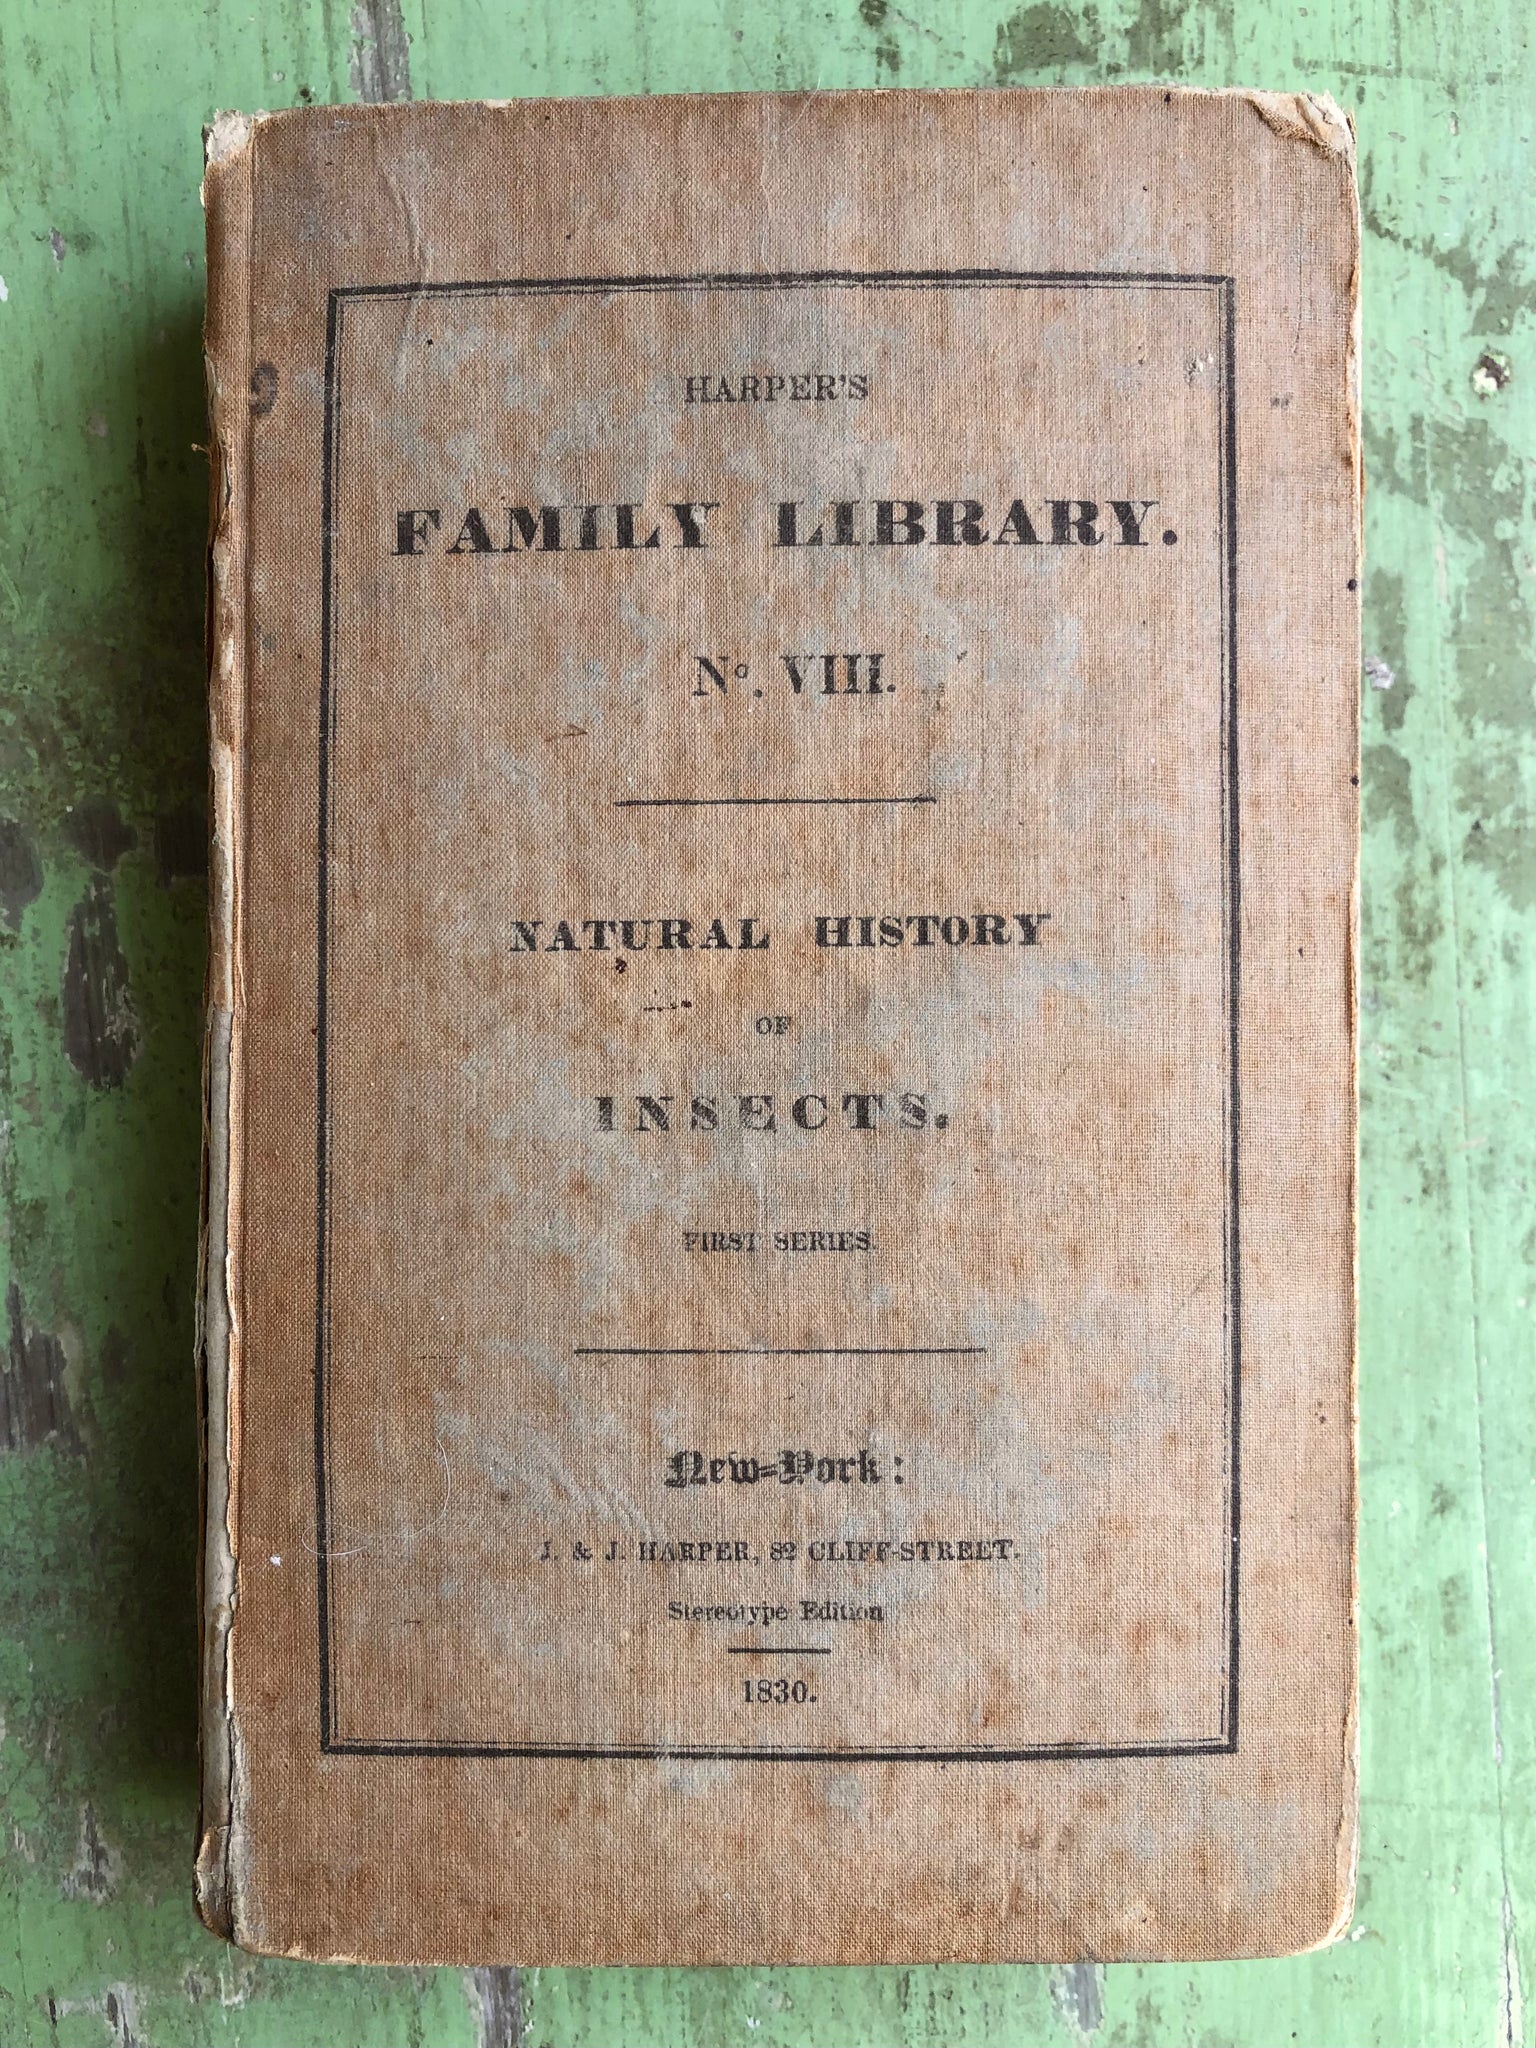 HARPER'S
FAMILY LIBRARY.
No. VIII.
NATURAL HISTORY
OF
INSECTS.
FIRST SERIES.
New-York:
J. & J. HARPER, 82 CLIFF-STREET.
Stereotype Edition
1830.